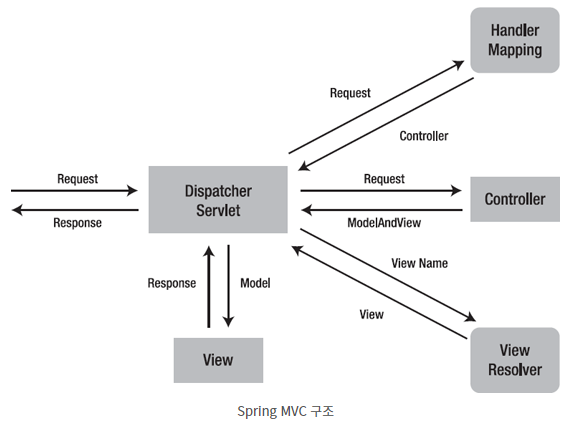 Handler
Mapping
Request
Controller
Request
Response
Dispatcher
Servlet
Request
ModelAndView
Controller
View Name
View
Response
Model
View
View
Resolver
Spring MVC 구조